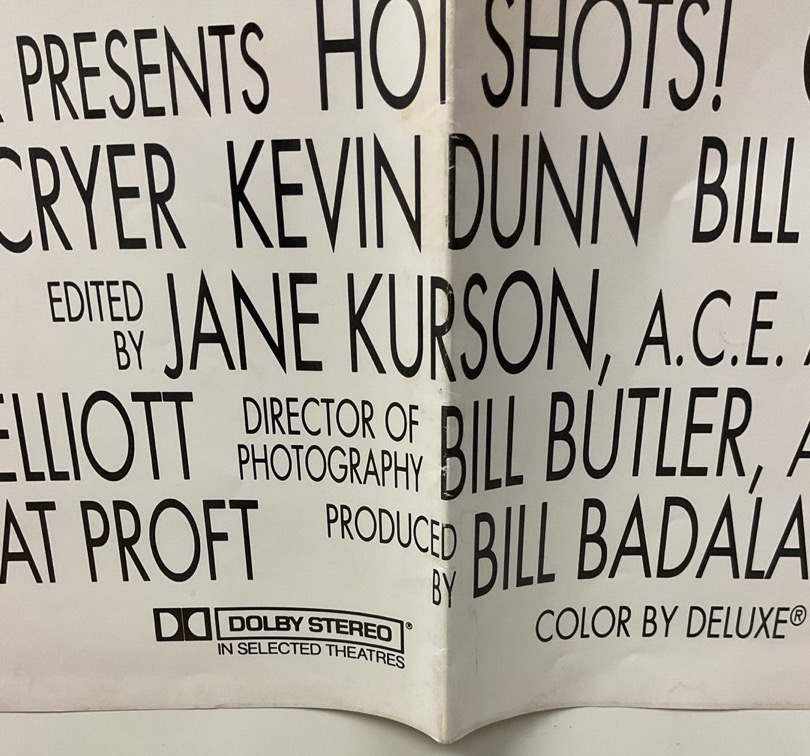 PRESENTS HOT SHOTS!
CRYER KEVIN DUNN BILL
EDITED BY JANE KURSON, A.C.E.
ELLIOTT DIRECTOR OF PHOTOGRAPHY BILL BUTLER, A
AT PROFT PRODUCED BY BILL BADALA
DOLBY STEREO® COLOR BY DELUXE®
IN SELECTED THEATRES